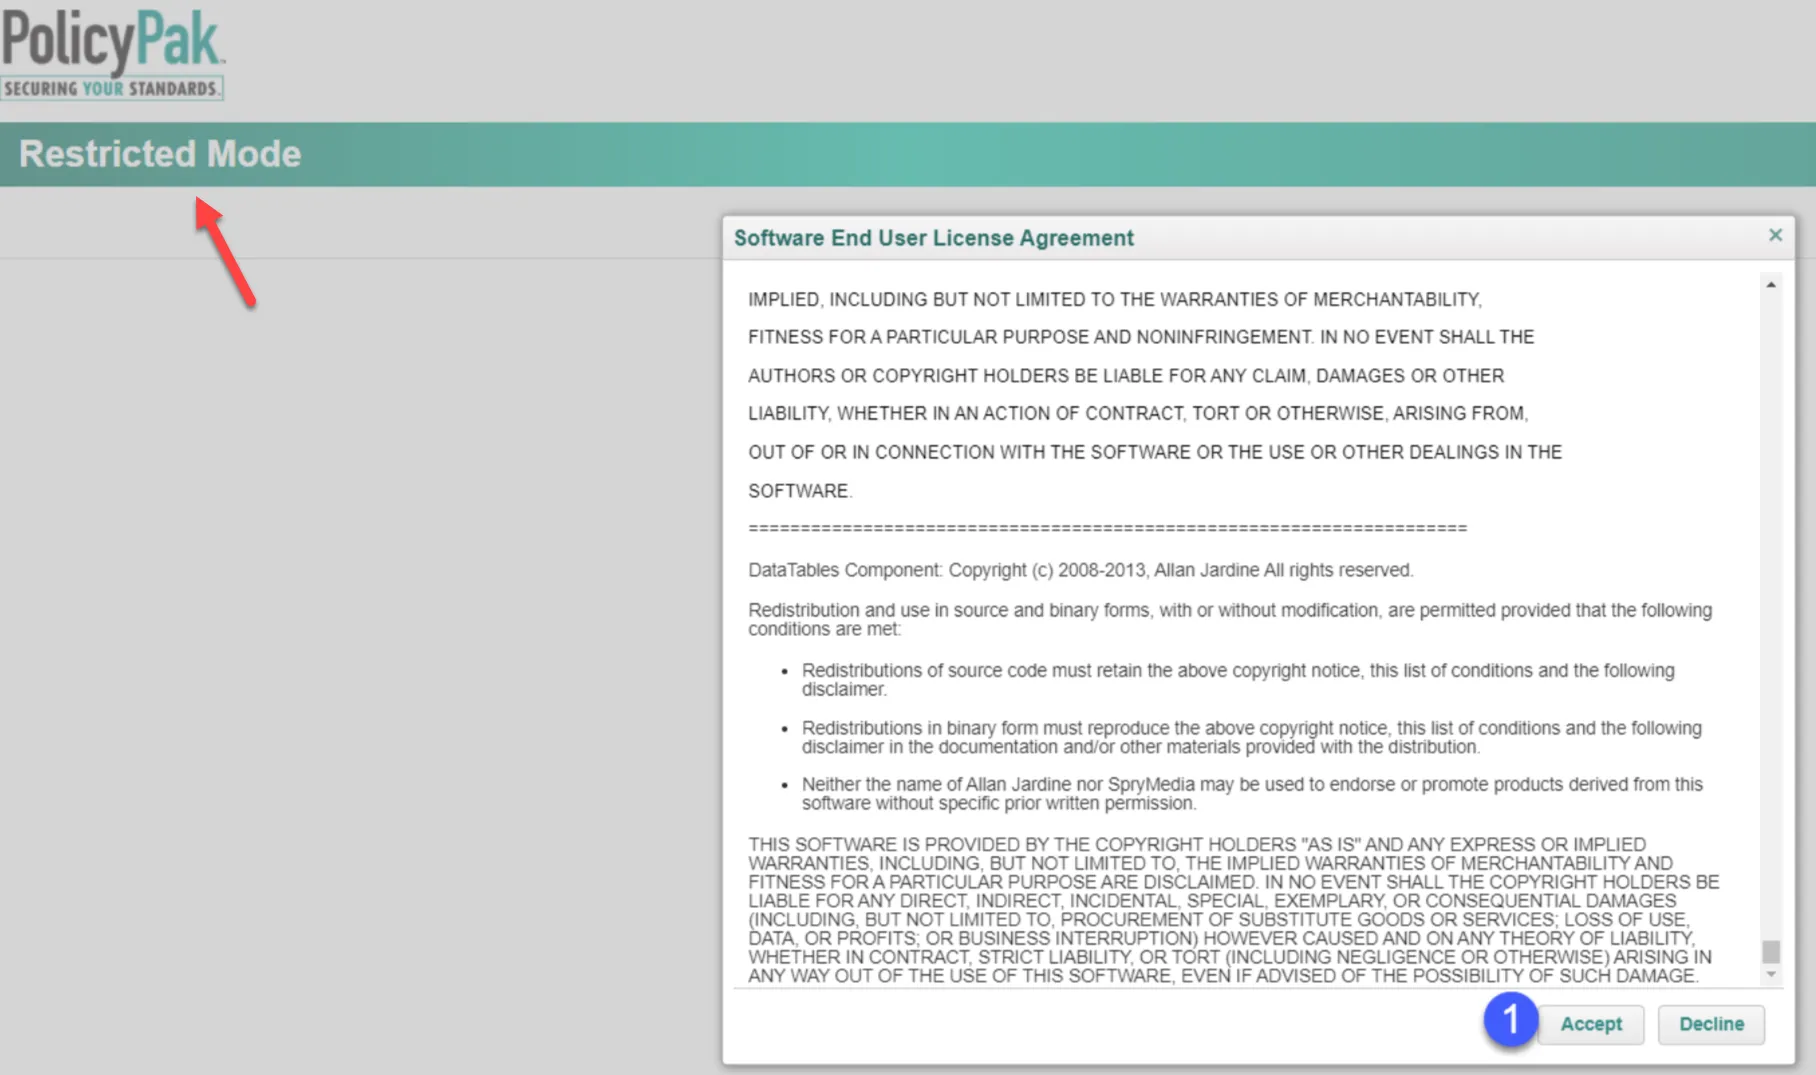 PolicyPak
SECURING YOUR STANDARDS.
Restricted Mode
Software End User License Agreement
×
IMPLIED, INCLUDING BUT NOT LIMITED TO THE WARRANTIES OF MERCHANTABILITY,
FITNESS FOR A PARTICULAR PURPOSE AND NONINFRINGEMENT. IN NO EVENT SHALL THE
AUTHORS OR COPYRIGHT HOLDERS BE LIABLE FOR ANY CLAIM, DAMAGES OR OTHER
LIABILITY, WHETHER IN AN ACTION OF CONTRACT, TORT OR OTHERWISE, ARISING FROM,
OUT OF OR IN CONNECTION WITH THE SOFTWARE OR THE USE OR OTHER DEALINGS IN THE
SOFTWARE.
=====================================================================
DataTables Component: Copyright (c) 2008-2013, Allan Jardine All rights reserved.
Redistribution and use in source and binary forms, with or without modification, are permitted provided that the following
conditions are met:
• Redistributions of source code must retain the above copyright notice, this list of conditions and the following
disclaimer.
• Redistributions in binary form must reproduce the above copyright notice, this list of conditions and the following
disclaimer in the documentation and/or other materials provided with the distribution.
• Neither the name of Allan Jardine nor SpryMedia may be used to endorse or promote products derived from this
software without specific prior written permission.
THIS SOFTWARE IS PROVIDED BY THE COPYRIGHT HOLDERS "AS IS" AND ANY EXPRESS OR IMPLIED
WARRANTIES, INCLUDING, BUT NOT LIMITED TO, THE IMPLIED WARRANTIES OF MERCHANTABILITY AND
FITNESS FOR A PARTICULAR PURPOSE ARE DISCLAIMED. IN NO EVENT SHALL THE COPYRIGHT HOLDERS BE
LIABLE FOR ANY DIRECT, INDIRECT, INCIDENTAL, SPECIAL, EXEMPLARY, OR CONSEQUENTIAL DAMAGES
(INCLUDING, BUT NOT LIMITED TO, PROCUREMENT OF SUBSTITUTE GOODS OR SERVICES; LOSS OF USE,
DATA, OR PROFITS; OR BUSINESS INTERRUPTION) HOWEVER CAUSED AND ON ANY THEORY OF LIABILITY,
WHETHER IN CONTRACT, STRICT LIABILITY, OR TORT (INCLUDING NEGLIGENCE OR OTHERWISE) ARISING IN
ANY WAY OUT OF THE USE OF THIS SOFTWARE, EVEN IF ADVISED OF THE POSSIBILITY OF SUCH DAMAGE.
1
Accept
Decline